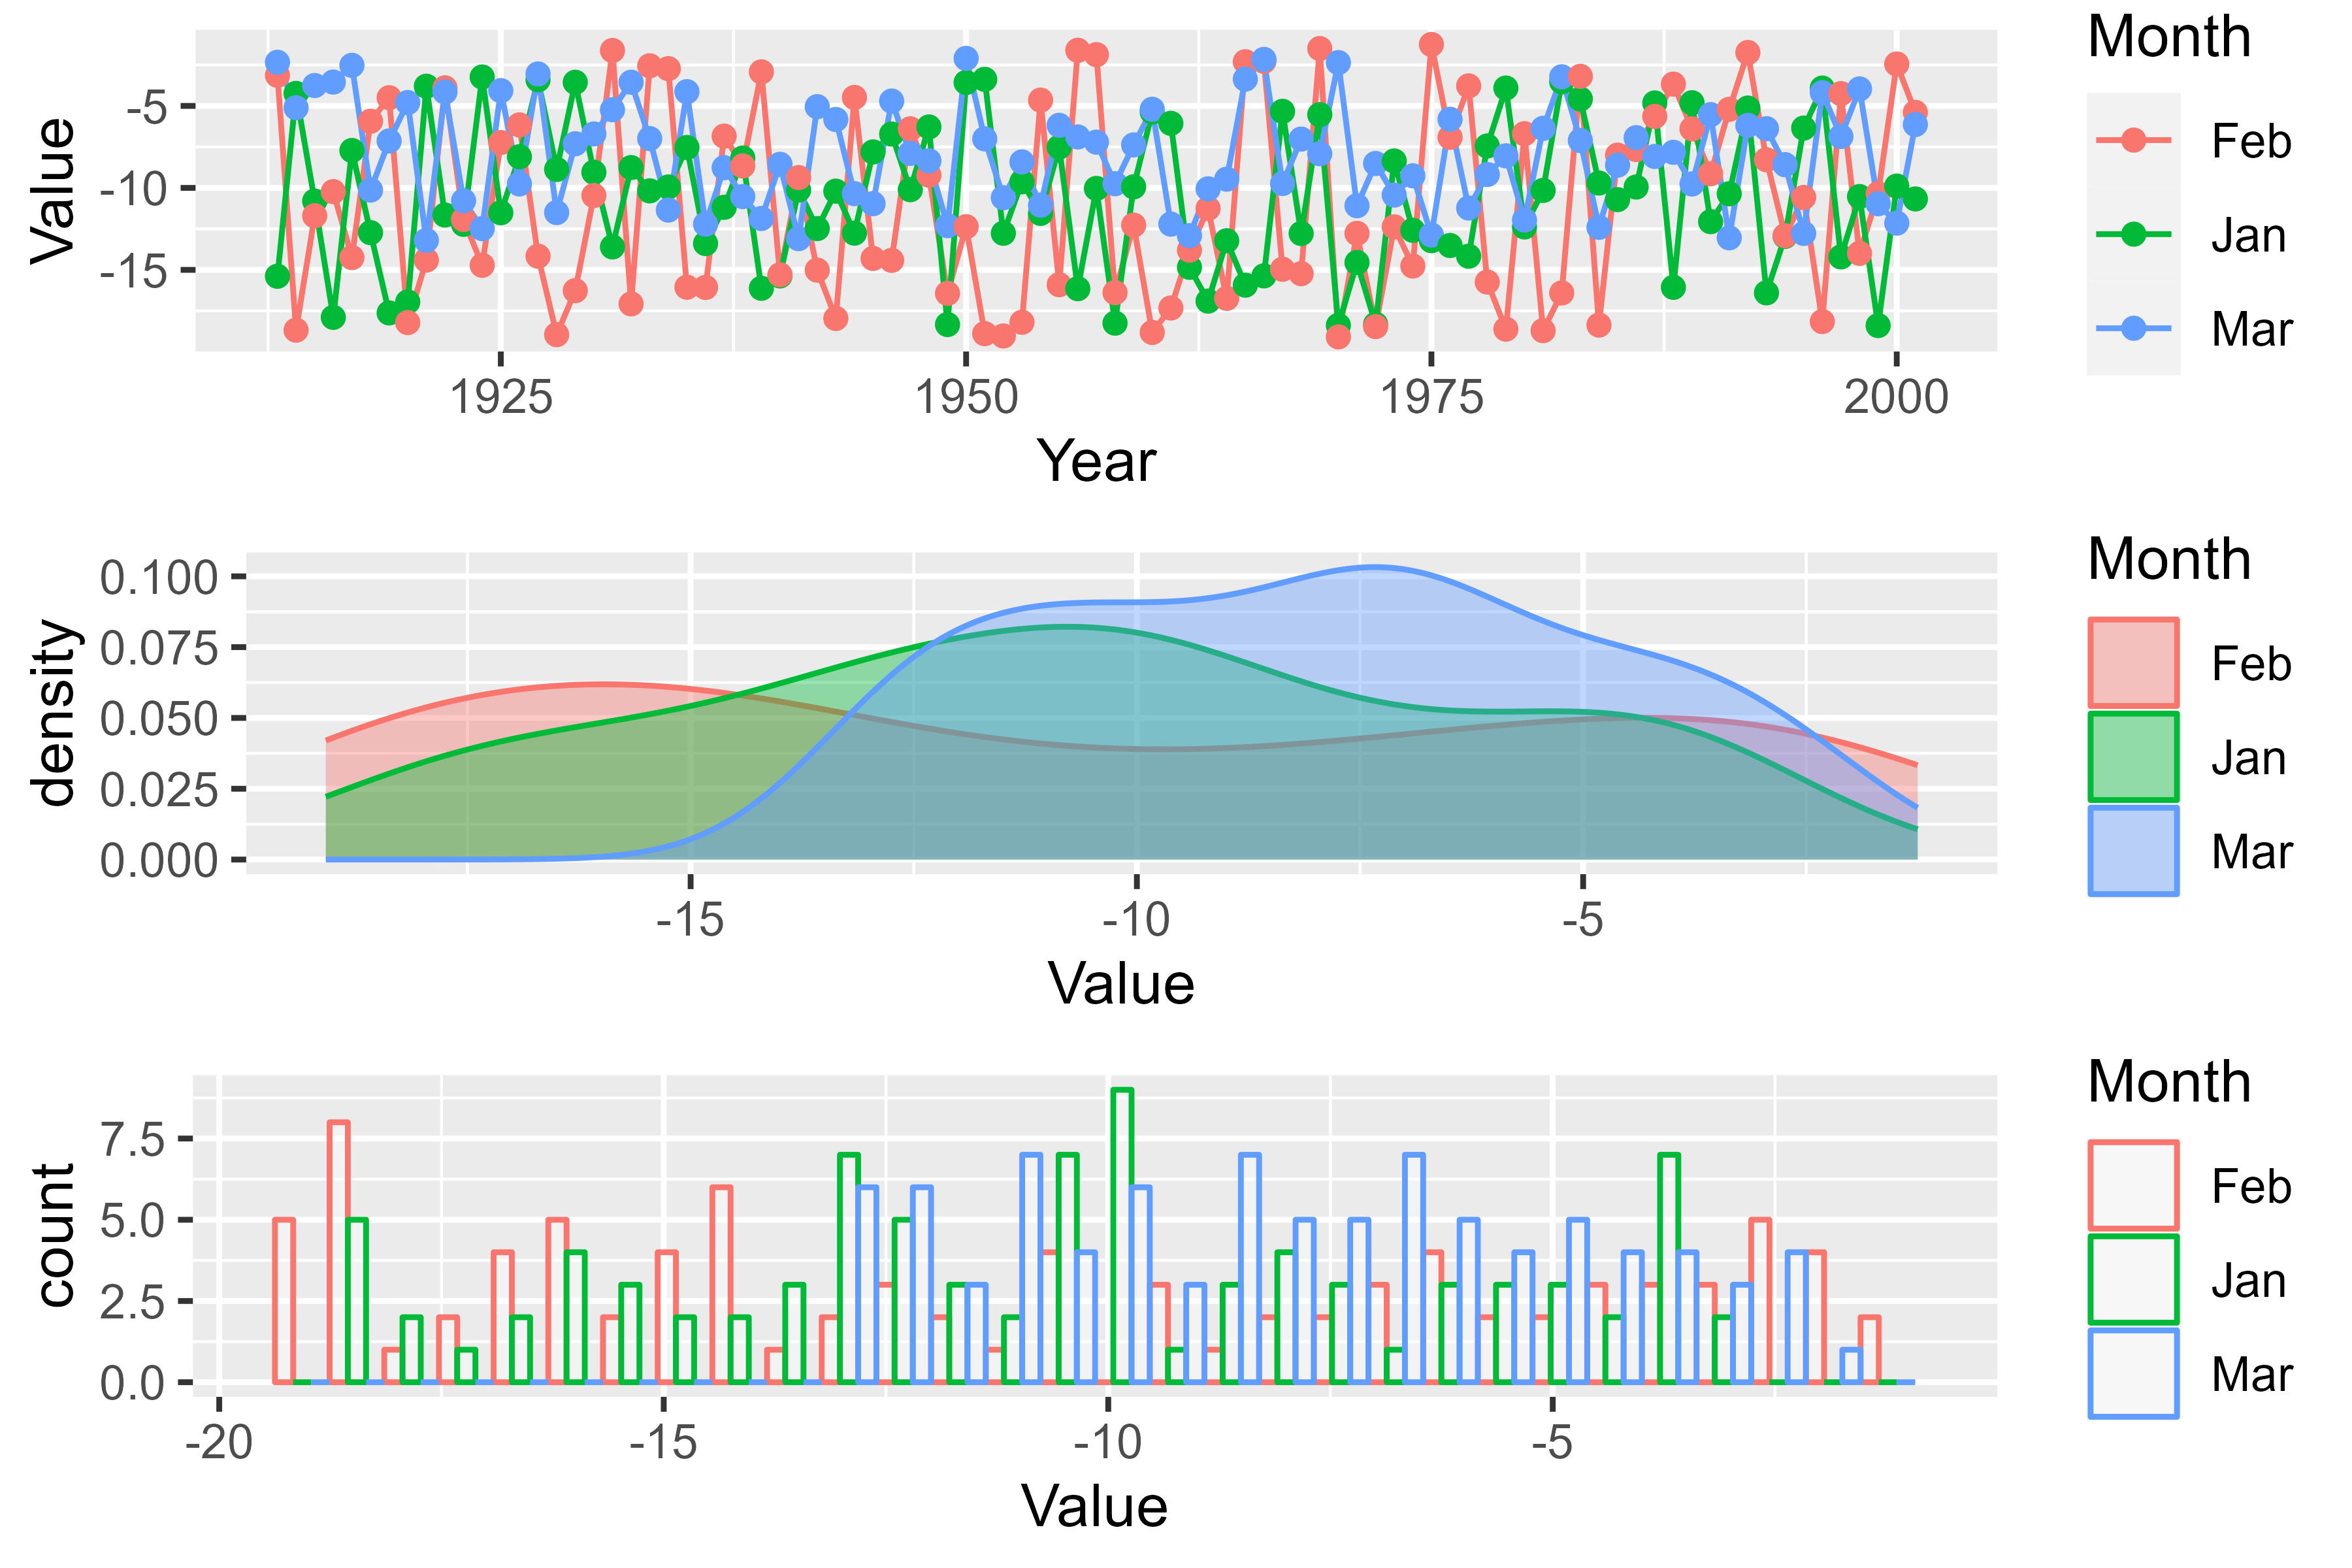 Value
-5
-10
-15
1925 1950 1975 2000
Year
Month
Feb
Jan
Mar
density
0.100
0.075
0.050
0.025
0.000
-15 -10 -5
Value
Month
Feb
Jan
Mar
count
7.5
5.0
2.5
0.0
-20 -15 -10 -5
Value
Month
Feb
Jan
Mar